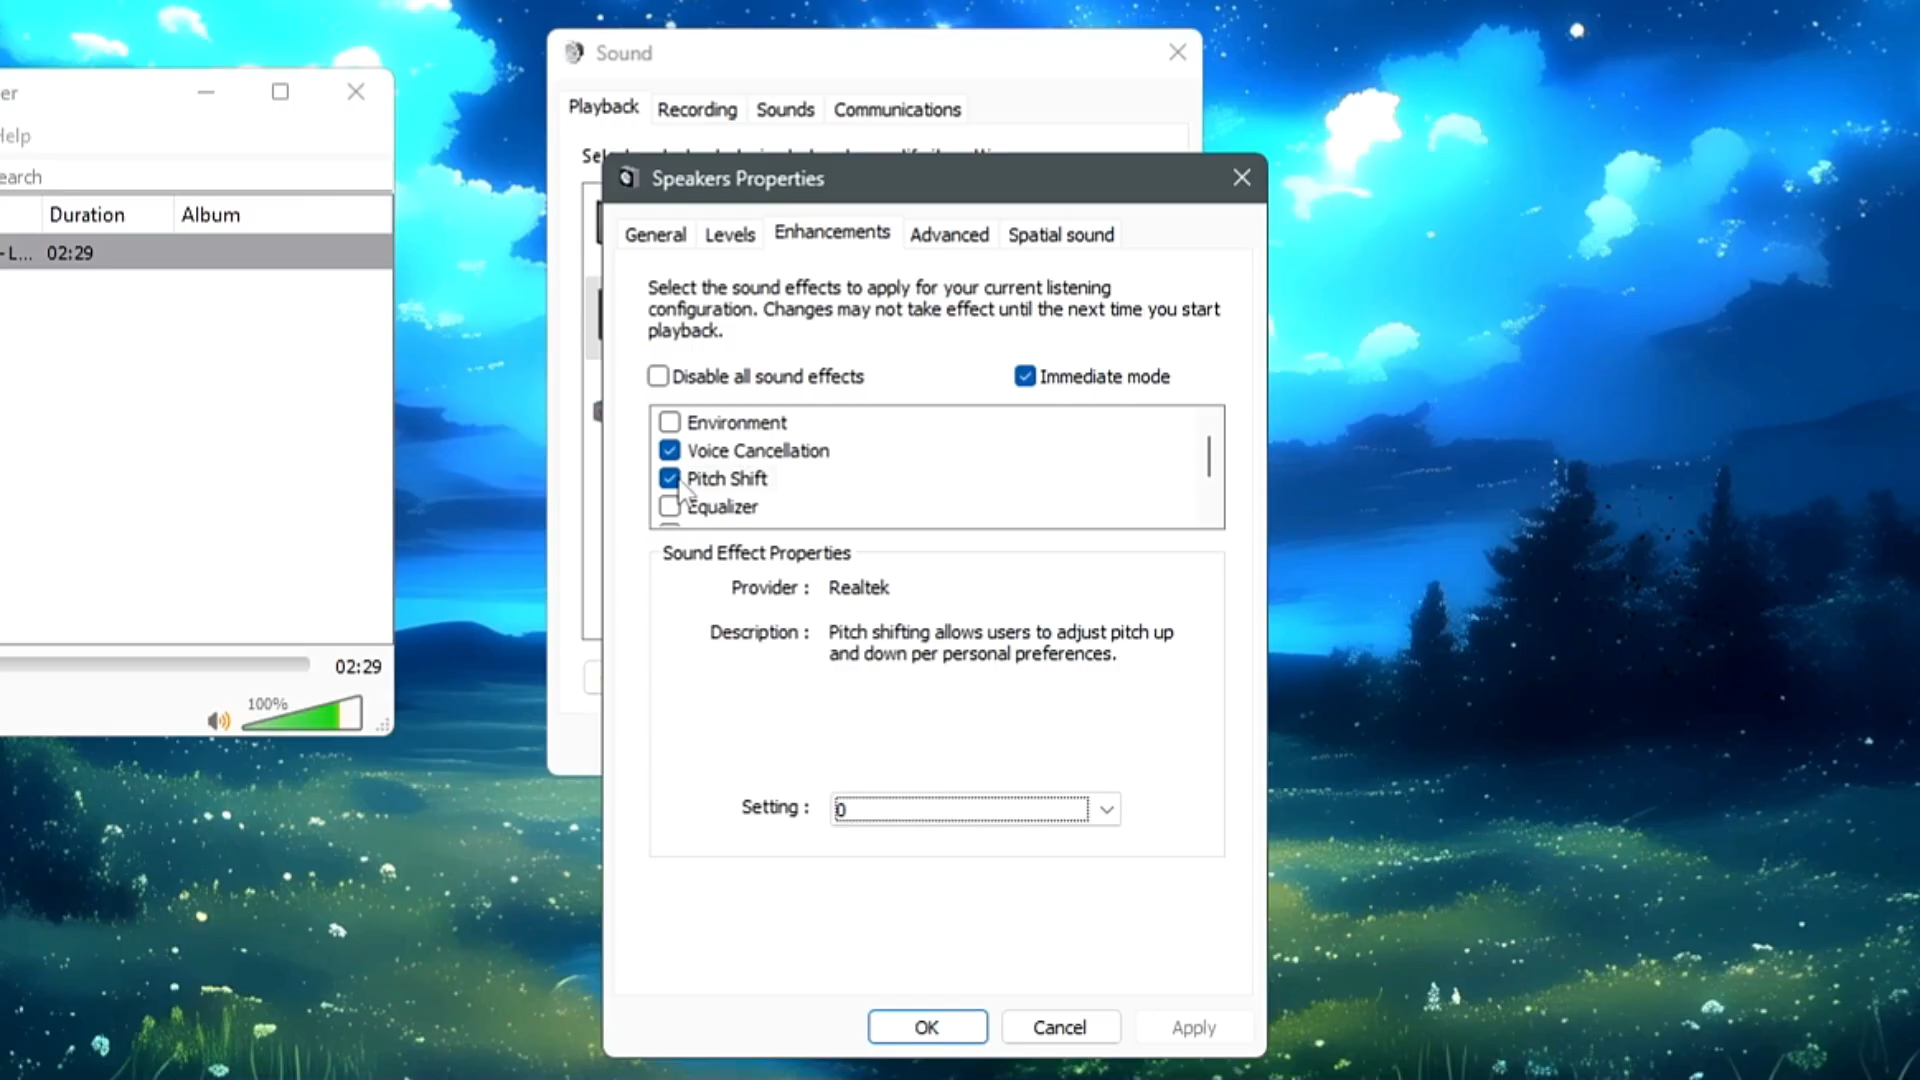 er
Help
earch
Duration
Album
- L... 02:29
02:29
100%
Sound
Playback
Recording
Sounds
Communications
Speakers Properties
General
Levels
Enhancements
Advanced
Spatial sound
Select the sound effects to apply for your current listening
configuration. Changes may not take effect until the next time you start
playback.
Disable all sound effects
Immediate mode
Environment
Voice Cancellation
Pitch Shift
Equalizer
Sound Effect Properties
Provider : Realtek
Description : Pitch shifting allows users to adjust pitch up
and down per personal preferences.
Setting : 0
OK
Cancel
Apply